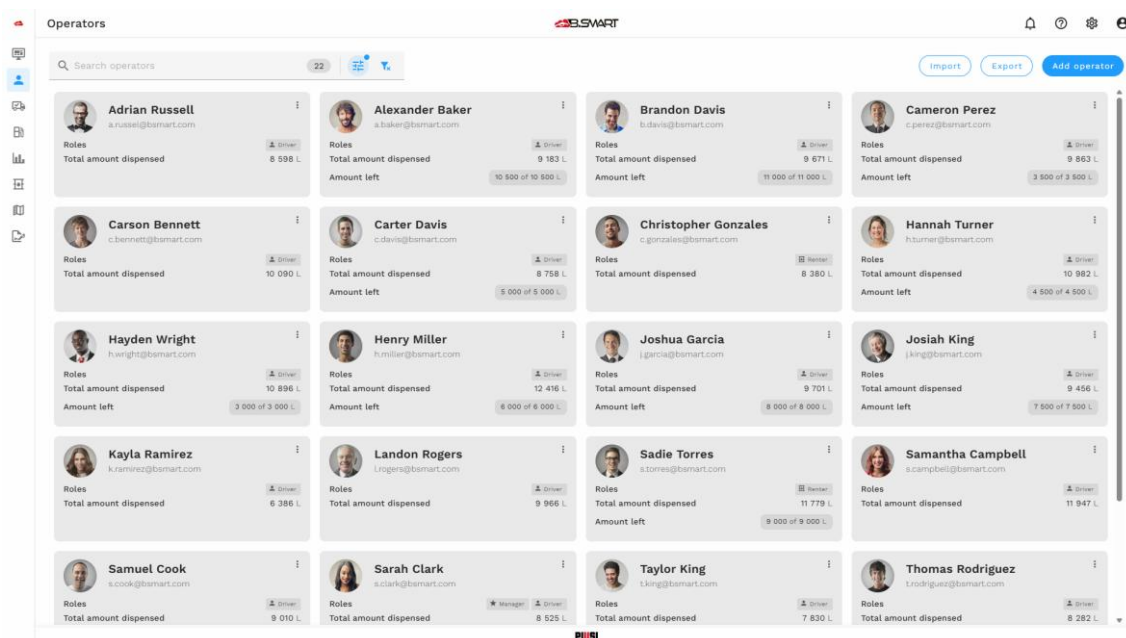 Operators
B.SMART
Search operators
22
Import
Export
Add operator
Adrian Russell
a.russel@bsmart.com
Roles
Driver
Total amount dispensed
8 598 L
Alexander Baker
a.baker@bsmart.com
Roles
Driver
Total amount dispensed
9 183 L
Amount left
10 500 of 10 500 L
Brandon Davis
b.davis@bsmart.com
Roles
Driver
Total amount dispensed
9 671 L
Amount left
11 000 of 11 000 L
Cameron Perez
c.perez@bsmart.com
Roles
Driver
Total amount dispensed
9 863 L
Amount left
3 500 of 3 500 L
Carson Bennett
c.bennett@bsmart.com
Roles
Driver
Total amount dispensed
10 090 L
Carter Davis
c.davis@bsmart.com
Roles
Driver
Total amount dispensed
8 758 L
Amount left
5 000 of 5 000 L
Christopher Gonzales
c.gonzales@bsmart.com
Roles
Renter
Total amount dispensed
8 380 L
Hannah Turner
h.turner@bsmart.com
Roles
Driver
Total amount dispensed
10 982 L
Amount left
4 500 of 4 500 L
Hayden Wright
h.wright@bsmart.com
Roles
Driver
Total amount dispensed
10 896 L
Amount left
3 000 of 3 000 L
Henry Miller
h.miller@bsmart.com
Roles
Driver
Total amount dispensed
12 416 L
Amount left
6 000 of 6 000 L
Joshua Garcia
j.garcia@bsmart.com
Roles
Driver
Total amount dispensed
9 701 L
Amount left
8 000 of 8 000 L
Josiah King
j.king@bsmart.com
Roles
Driver
Total amount dispensed
9 456 L
Amount left
7 500 of 7 500 L
Kayla Ramirez
k.ramirez@bsmart.com
Roles
Driver
Total amount dispensed
6 386 L
Landon Rogers
l.rogers@bsmart.com
Roles
Driver
Total amount dispensed
9 966 L
Sadie Torres
s.torres@bsmart.com
Roles
Renter
Total amount dispensed
11 779 L
Amount left
9 000 of 9 000 L
Samantha Campbell
s.campbell@bsmart.com
Roles
Driver
Total amount dispensed
11 947 L
Samuel Cook
s.cook@bsmart.com
Roles
Driver
Total amount dispensed
9 010 L
Sarah Clark
s.clark@bsmart.com
Roles
Manager
Driver
Total amount dispensed
8 525 L
Taylor King
t.king@bsmart.com
Roles
Driver
Total amount dispensed
7 830 L
Thomas Rodriguez
t.rodriguez@bsmart.com
Roles
Driver
Total amount dispensed
8 282 L
PIUSI